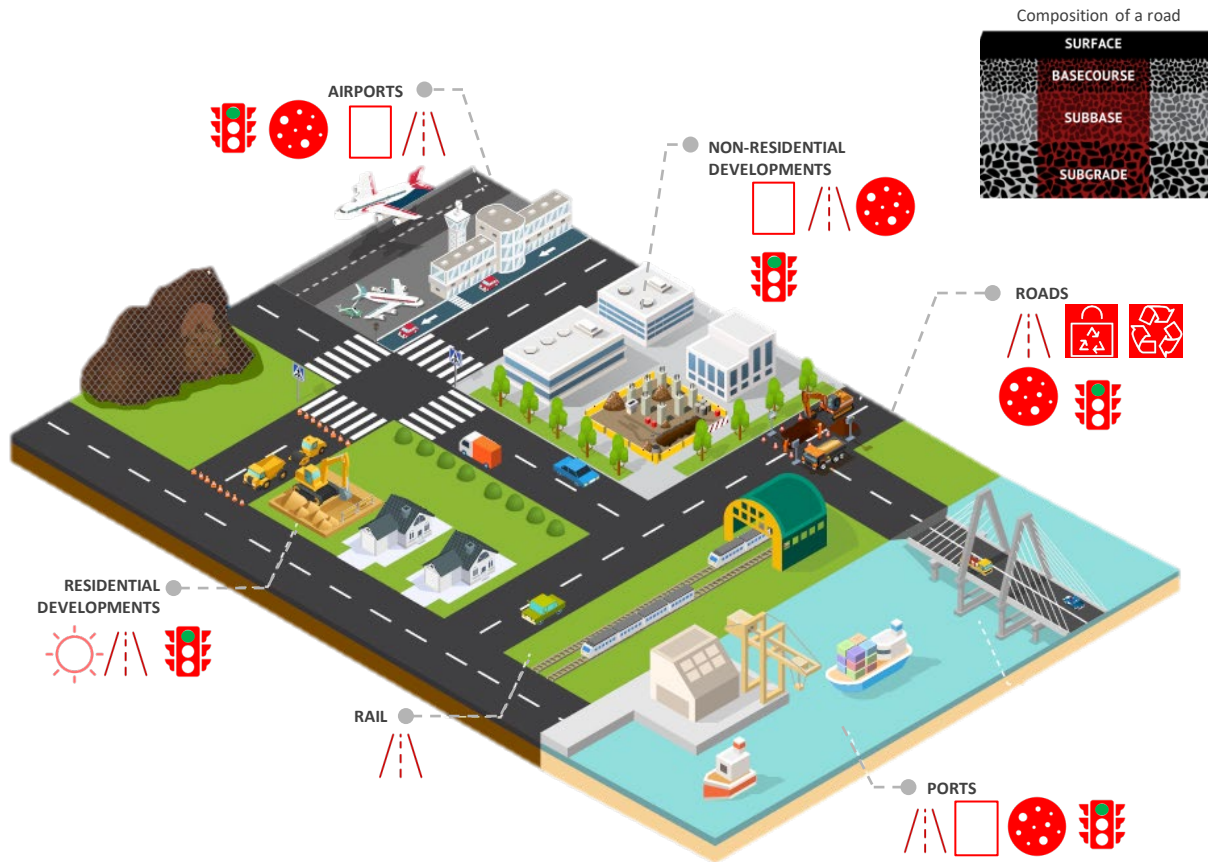 Composition of a road
SURFACE
BASECOURSE
SUBBASE
SUBGRADE
AIRPORTS
NON-RESIDENTIAL
DEVELOPMENTS
ROADS
RESIDENTIAL
DEVELOPMENTS
RAIL
PORTS